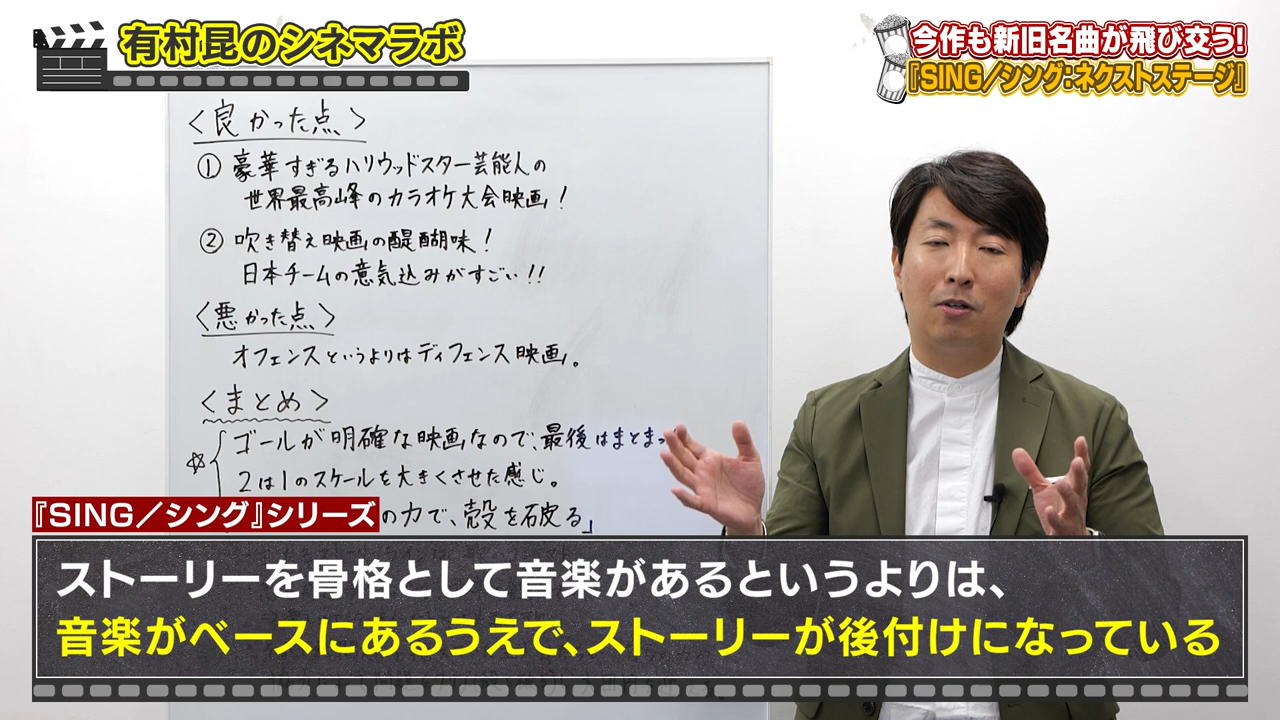 有村昆のシネマラボ
今作も新旧名曲が飛び交う!
『SING／シング:ネクストステージ』
〈良かった点〉
① 豪華すぎるハリウッドスター芸能人の
世界最高峰のカラオケ大会映画!
② 吹き替え映画の醍醐味!
日本チームの意気込みがすごい!!
〈悪かった点〉
オフェンスというよりはディフェンス映画。
〈まとめ〉
☆ ゴールが明確な映画なので、最後はまとまっ
2は1のスケールを大きくさせた感じ。
の力で、殻を破る」
『SING／シング』シリーズ
ストーリーを骨格として音楽があるというよりは、
音楽がベースにあるうえで、ストーリーが後付けになっている